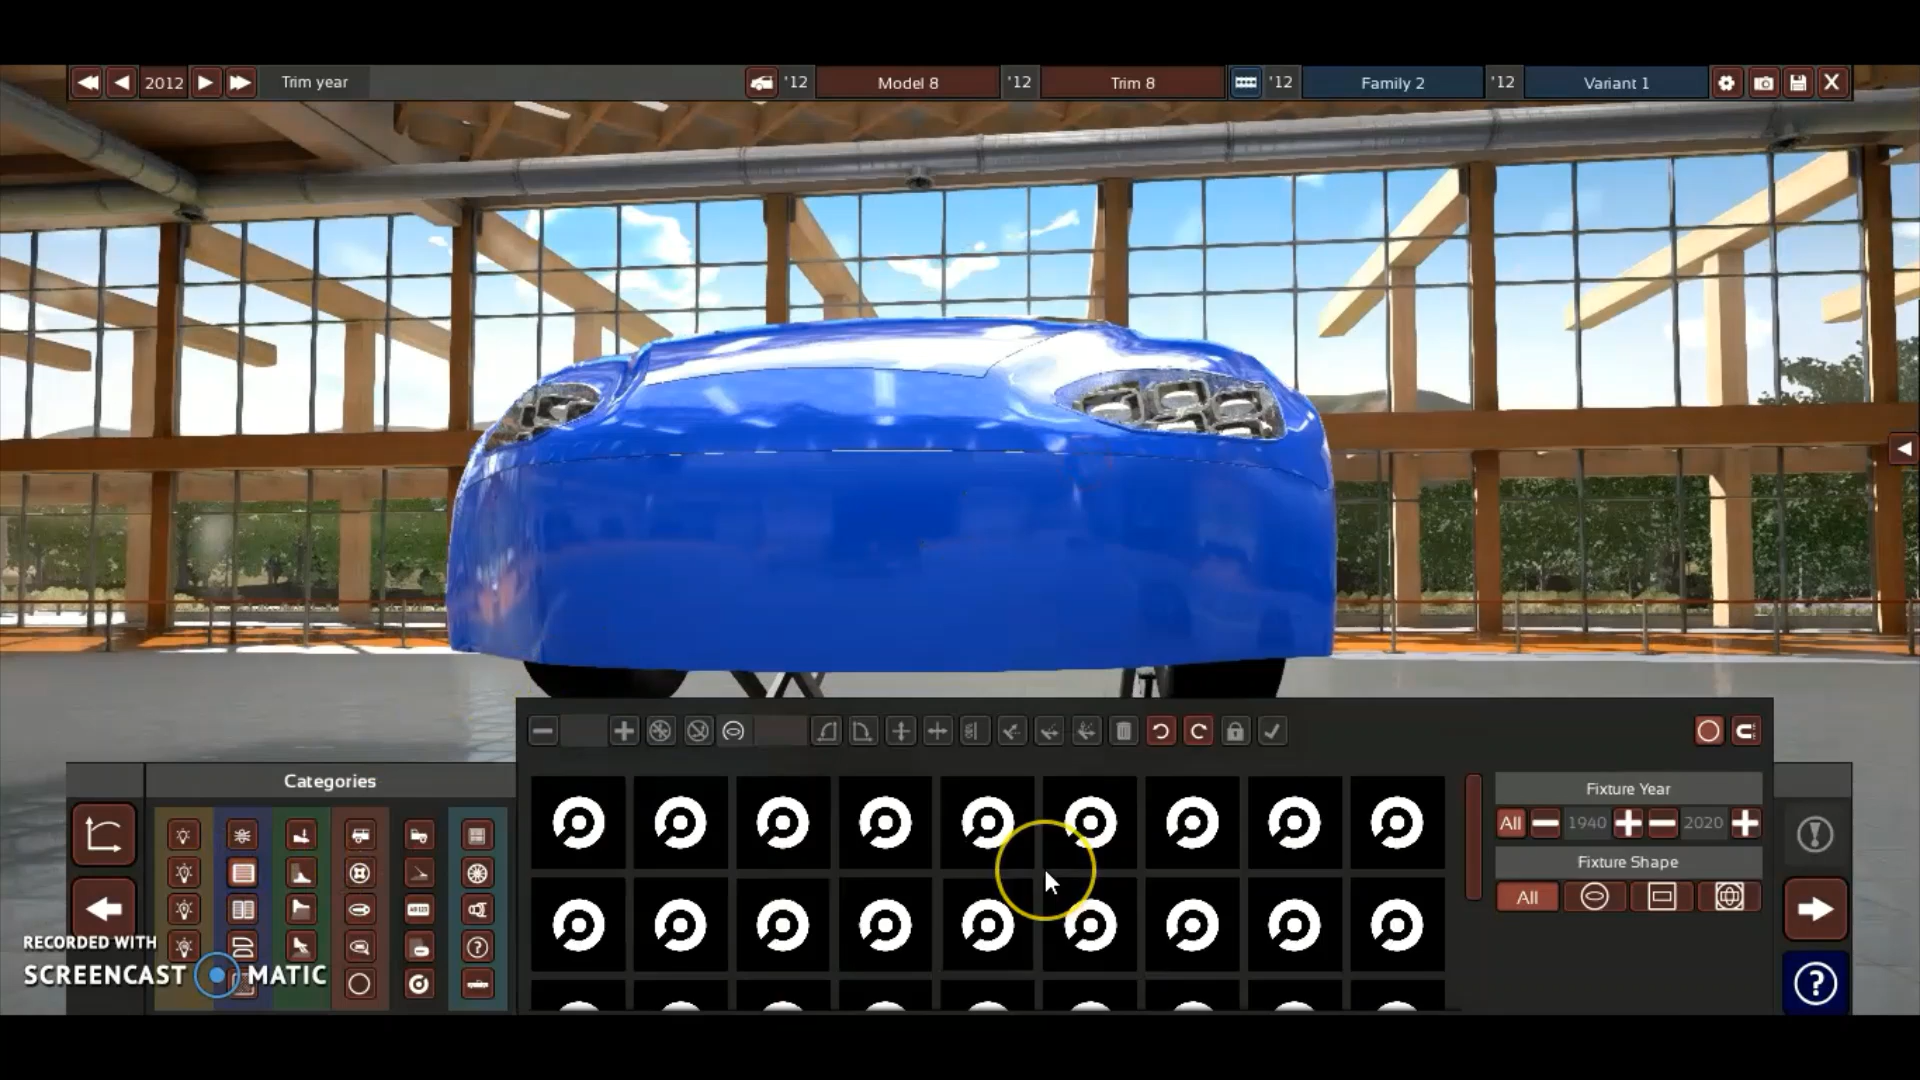 2012 Trim year '12 Model 8 '12 Trim 8 '12 Family 2 '12 Variant 1
Categories
Fixture Year
All 1940 2020
Fixture Shape
All
RECORDED WITH
SCREENCAST MATIC